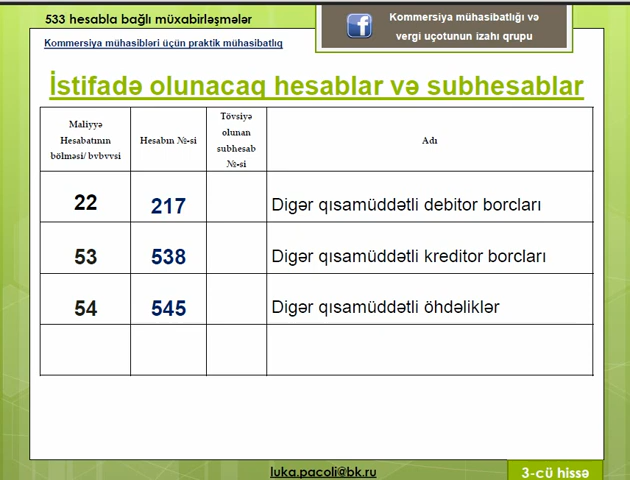 533 hesabla bağlı müxabirləşmələr
Kommersiya mühasibləri üçün praktik mühasibatlıq
Kommersiya mühasibatlığı və
vergi uçotunun izahı qrupu
İstifadə olunacaq hesablar və subhesablar
Maliyyə
Hesabatının
bölməsi/ bvbvvsi
Hesabın №-si
Tövsiyə
olunan
subhesab
№-si
Adı
22 217 Digər qısamüddətli debitor borcları
53 538 Digər qısamüddətli kreditor borcları
54 545 Digər qısamüddətli öhdəliklər
luka.pacoli@bk.ru
3-cü hissə